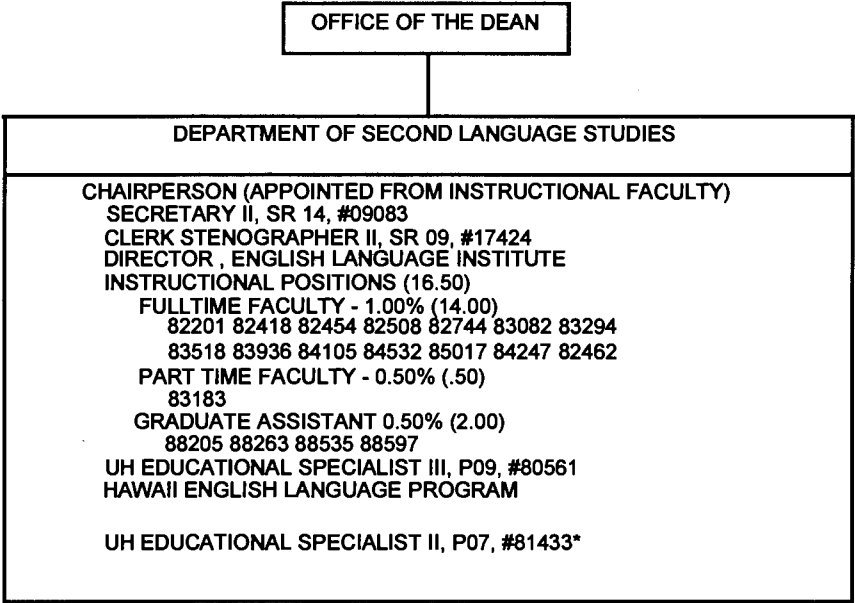 OFFICE OF THE DEAN
DEPARTMENT OF SECOND LANGUAGE STUDIES
CHAIRPERSON (APPOINTED FROM INSTRUCTIONAL FACULTY)
SECRETARY II, SR 14, #09083
CLERK STENOGRAPHER II, SR 09, #17424
DIRECTOR , ENGLISH LANGUAGE INSTITUTE
INSTRUCTIONAL POSITIONS (16.50)
FULLTIME FACULTY - 1.00% (14.00)
82201 82418 82454 82508 82744 83082 83294
83518 83936 84105 84532 85017 84247 82462
PART TIME FACULTY - 0.50% (.50)
83183
GRADUATE ASSISTANT 0.50% (2.00)
88205 88263 88535 88597
UH EDUCATIONAL SPECIALIST III, P09, #80561
HAWAII ENGLISH LANGUAGE PROGRAM
UH EDUCATIONAL SPECIALIST II, P07, #81433*